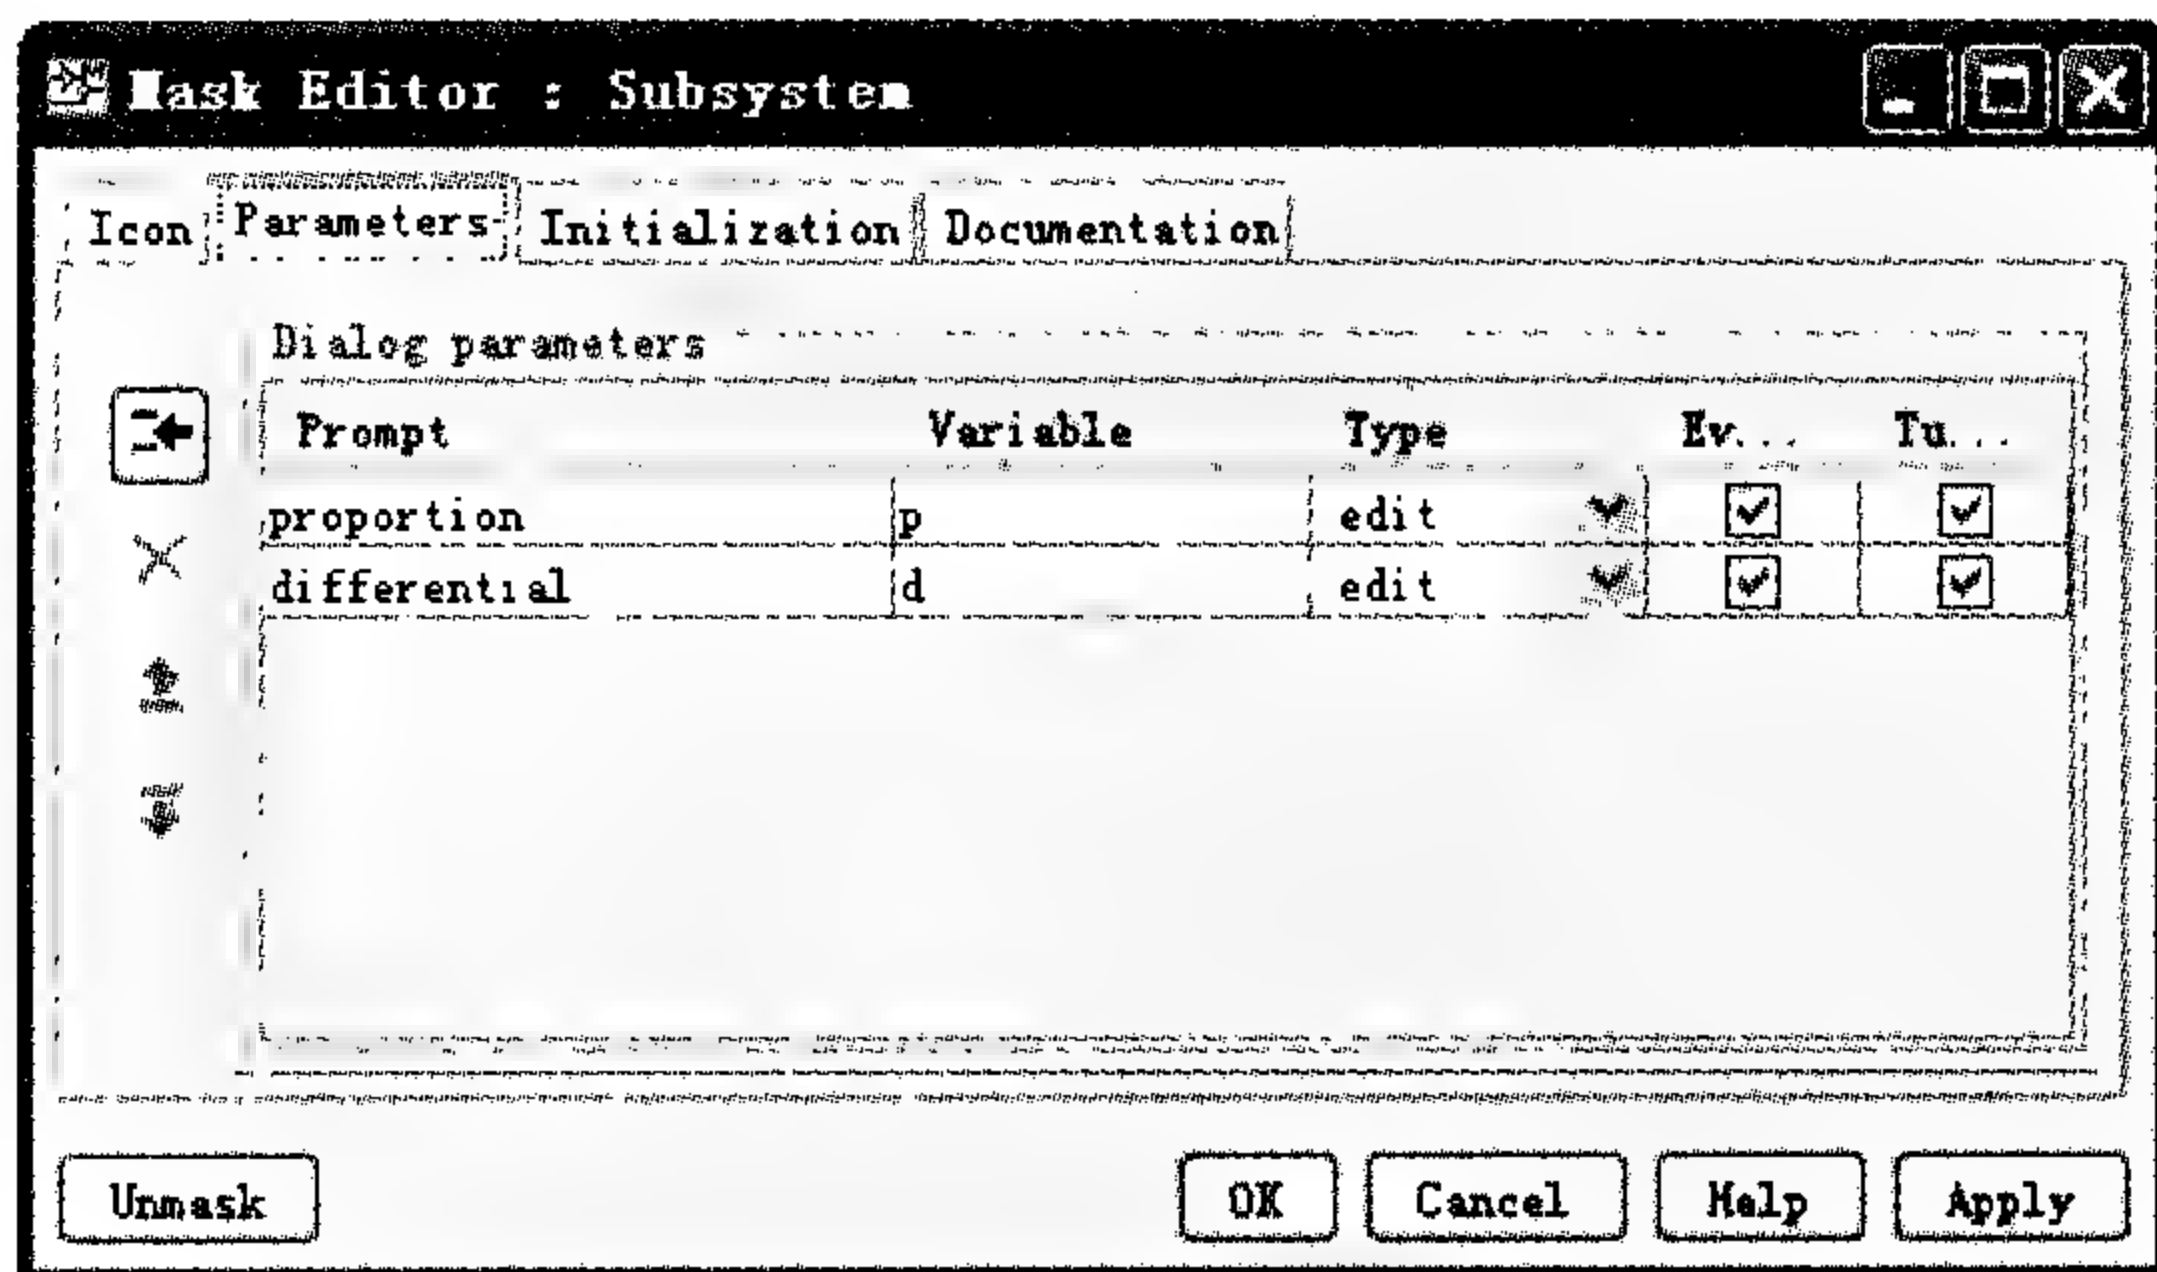 Mask Editor : Subsystem
Icon Parameters Initialization Documentation
Dialog parameters
Prompt Variable Type Ev... Tu...
proportion p edit
differential d edit
Unmask OK Cancel Help Apply